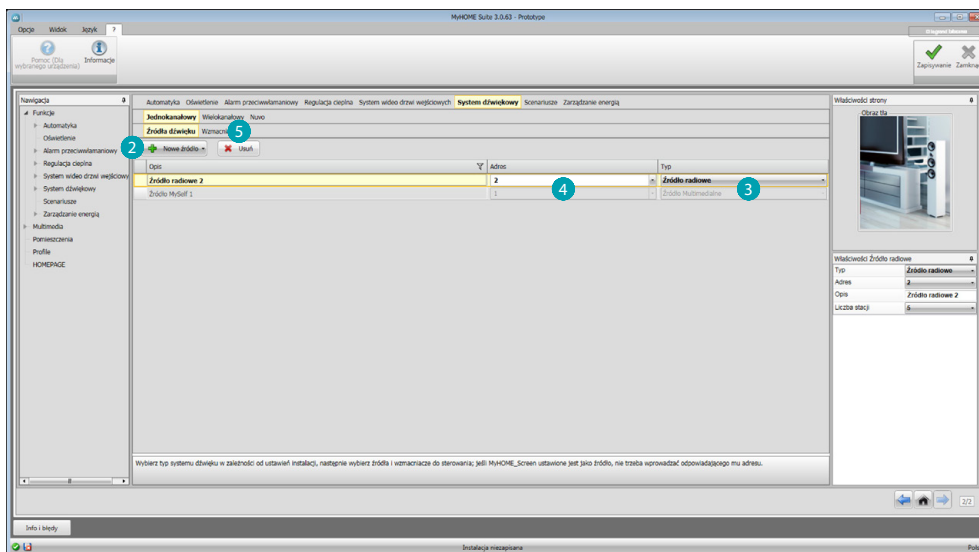 MyHOME Suite 3.0.63 - Prototype
Opcje Widok Język ?
Pomoc (Dla wybranego urządzenia)
Informacje
Zapisywanie Zamkną
Nawigacja
Funkcje
Automatyka
Oświetlenie
Alarm przeciwwłamaniowy
Regulacja cieplna
System wideo drzwi wejściowy
System dźwiękowy
Scenariusze
Zarządzanie energią
Multimedia
Pomieszczenia
Profile
HOMEPAGE
Automatyka Oświetlenie Alarm przeciwwłamaniowy Regulacja cieplna System wideo drzwi wejściowych System dźwiękowy Scenariusze Zarządzanie energią
Jednokanałowy Wielokanałowy Nuvo
Źródła dźwięku 5
2 Nowe źródło Usuń
Opis Adres Typ
Źródło radiowe 2 2 Źródło radiowe
Źródło MySelf 1 1 Źródło Multimedialne
4 3
Wybierz typ systemu dźwięku w zależności od ustawień instalacji, następnie wybierz źródła i wzmacniacze do sterowania; jeśli MyHOME_Screen ustawione jest jako źródło, nie trzeba wprowadzać odpowiadającego mu adresu.
Właściwości strony
Obraz tła
Właściwości Źródło radiowe
Typ Źródło radiowe
Adres 2
Opis Źródło radiowe 2
Liczba stacji 5
2/2
Info i błędy
Instalacja niezapisana